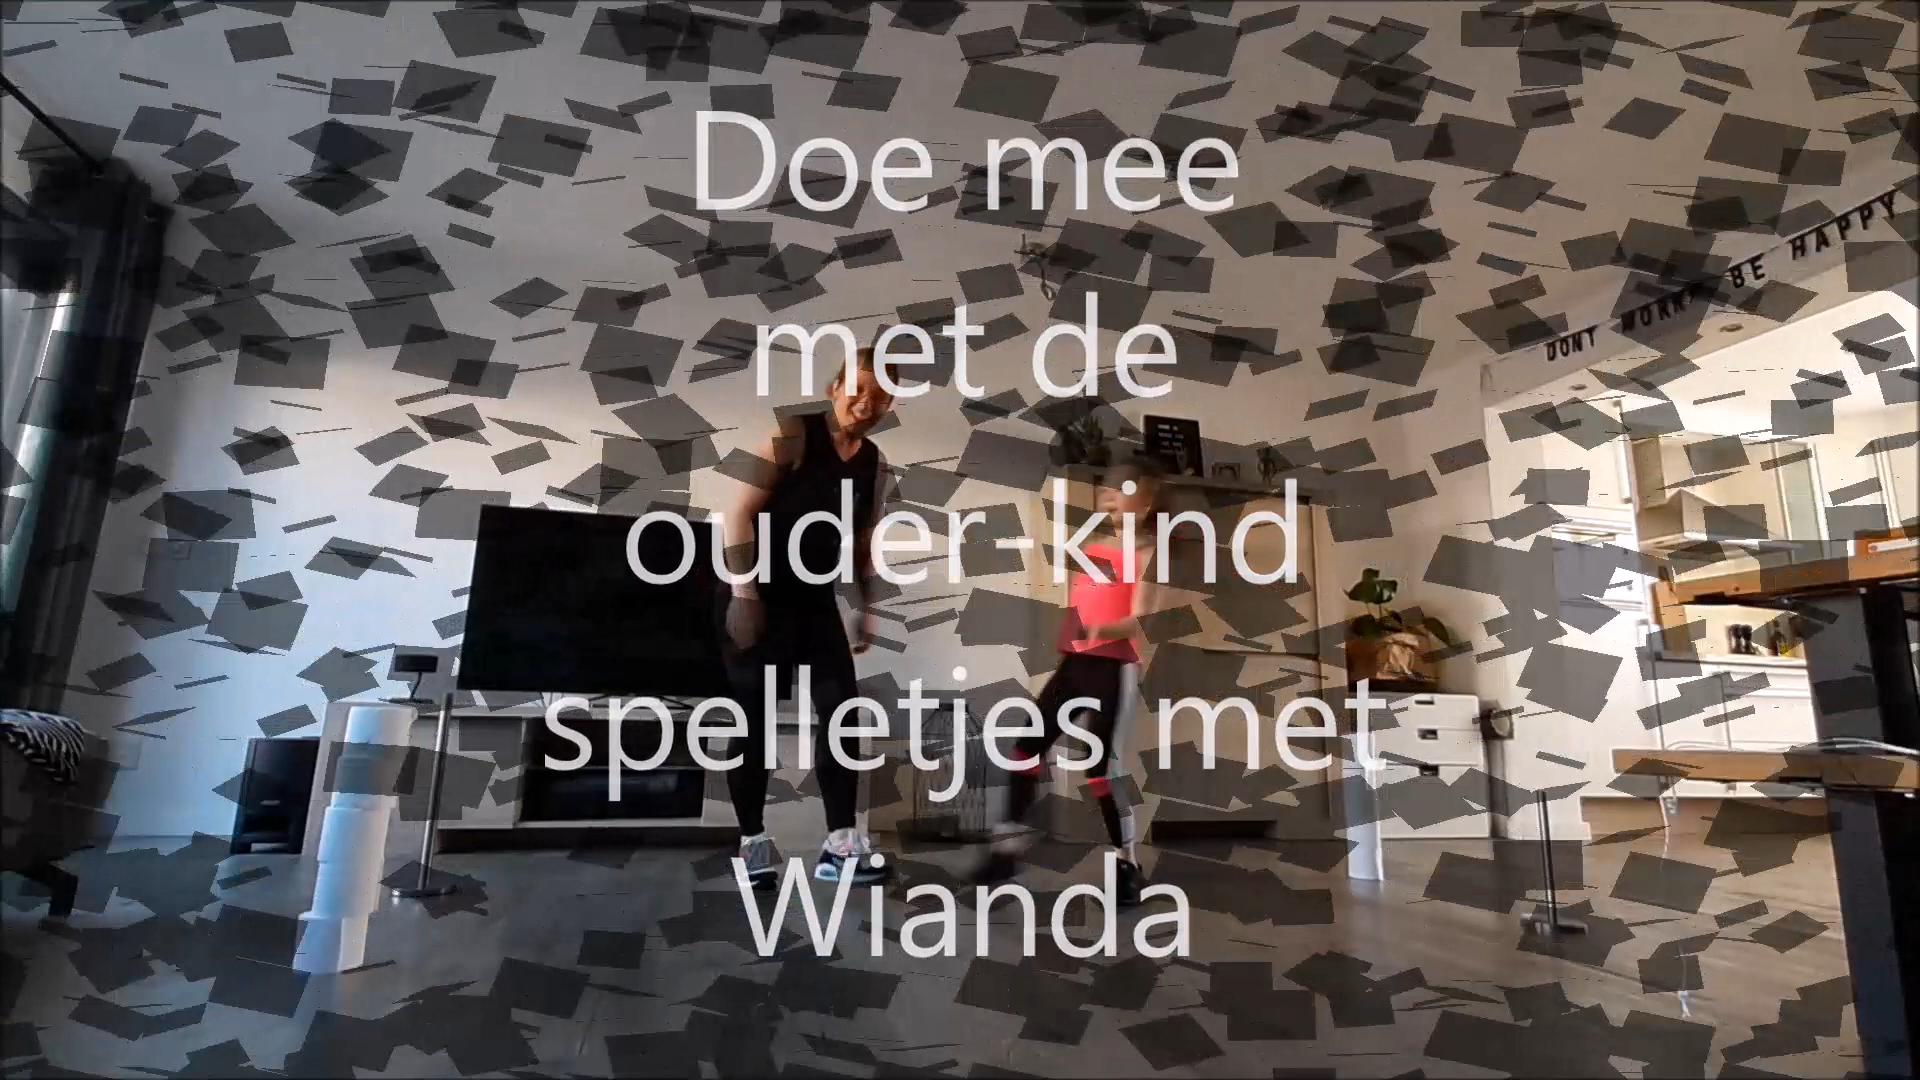 Doe mee
met de
ouder-kind
spelletjes met
Wianda
DONT WORRY BE HAPPY